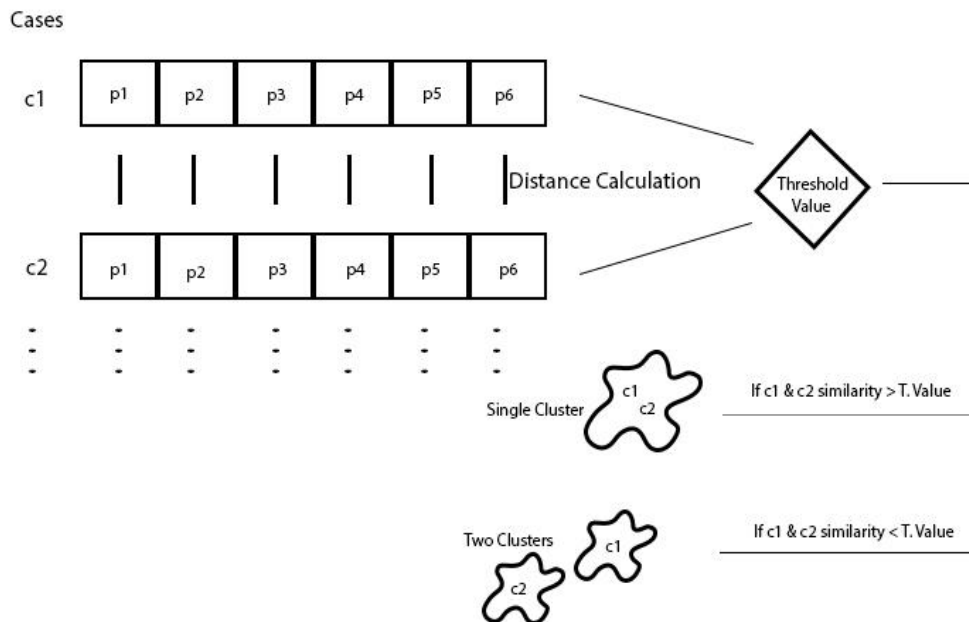 Cases
c1 p1 p2 p3 p4 p5 p6
Distance Calculation
Threshold
Value
c2 p1 p2 p3 p4 p5 p6
c1
c2
Single Cluster
If c1 & c2 similarity > T. Value
Two Clusters
c1
c2
If c1 & c2 similarity < T. Value